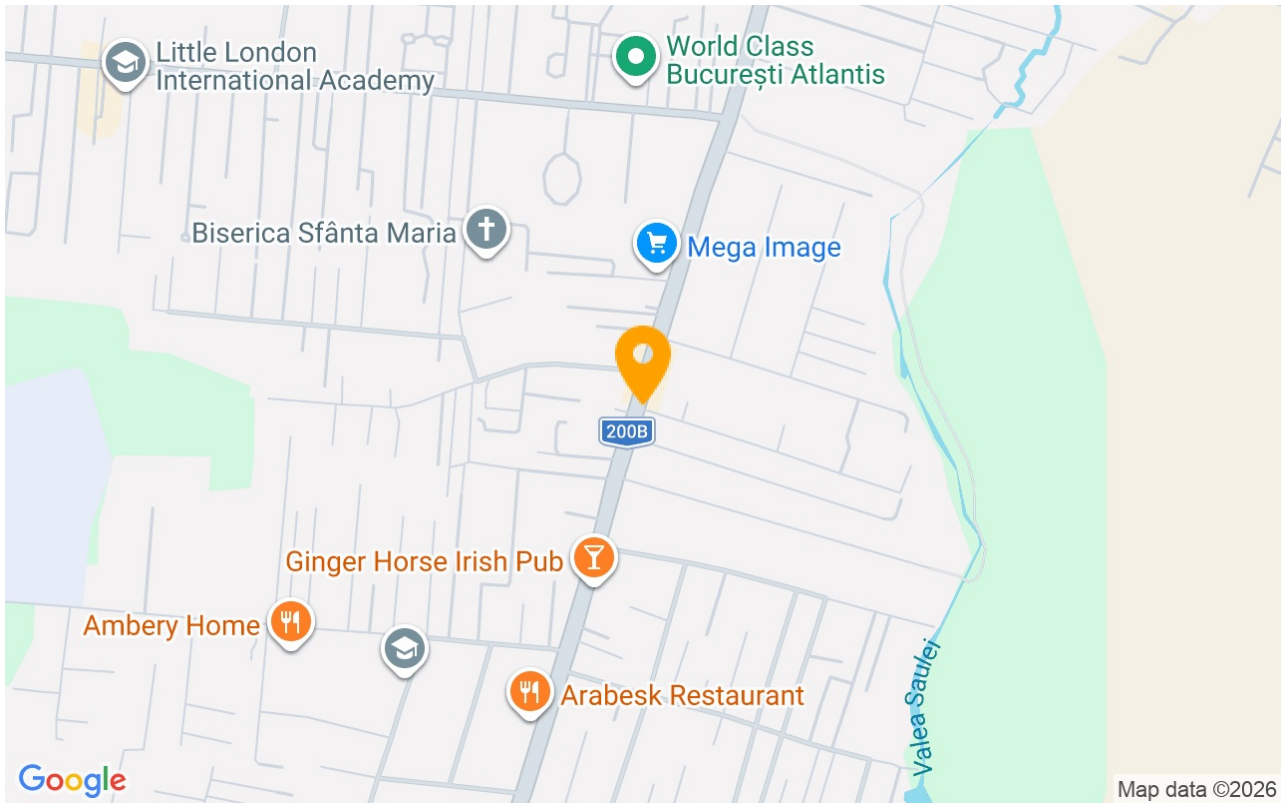 Little London
International Academy
World Class
București Atlantis
Biserica Sfânta Maria
Mega Image
200B
Ginger Horse Irish Pub
Ambery Home
Arabesk Restaurant
Valea Saulei
Google
Map data ©2026